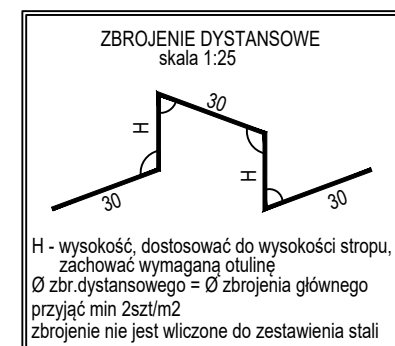 ZBROJENIE DYSTANSOWE
skala 1:25
30
H
H
30
30
H - wysokość, dostosować do wysokości stropu,
zachować wymaganą otulinę
Ø zbr.dystansowego = Ø zbrojenia głównego
przyjąć min 2szt/m2
zbrojenie nie jest wliczone do zestawienia stali